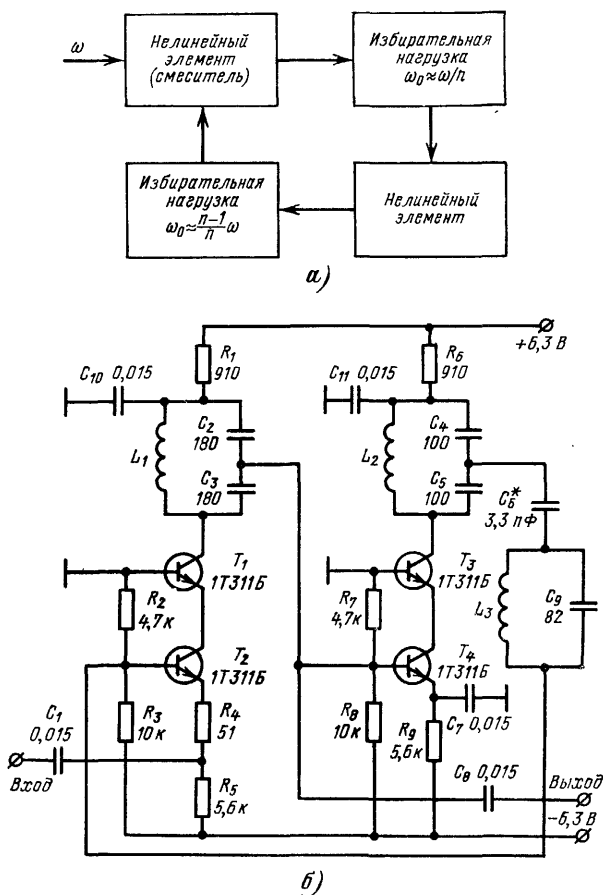 ω
Нелинейный
элемент
(смеситель)
Избирательная
нагрузка
ω₀≈ω/n
Избирательная
нагрузка
ω₀≈ n−1/n ω
Нелинейный
элемент
а)
+6,3 В
R₁
910
R₆
910
C₁₀ 0,015
C₁₁ 0,015
L₁
C₂
180
C₃
180
L₂
C₄
100
C₅
100
C₆*
3,3 пФ
T₁
1Т311Б
T₃
1Т311Б
R₂
4,7к
R₇
4,7к
L₃
C₉
82
T₂
1Т311Б
T₄
1Т311Б
C₁
0,015
R₃
10к
R₄
51
R₈
10к
R₉
5,6к
C₇ 0,015
Вход
R₅
5,6к
C₈ 0,015
Выход
−6,3 В
б)